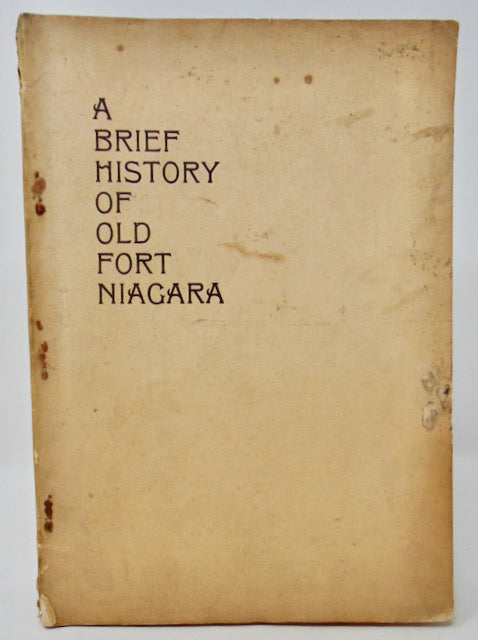 A
BRIEF
HISTORY
OF
OLD
FORT
NIAGARA